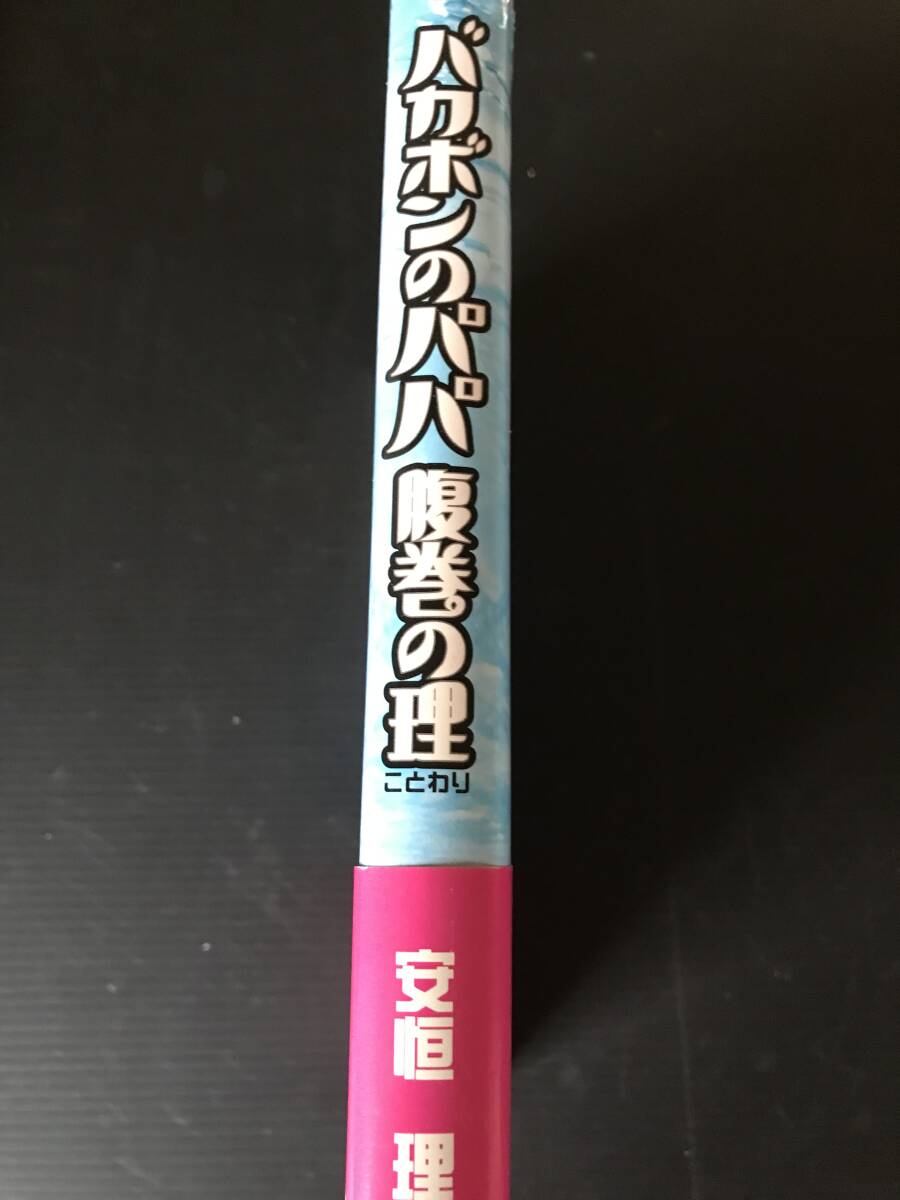 バカボンのパパ 腹巻の理
ことわり
安恒 理